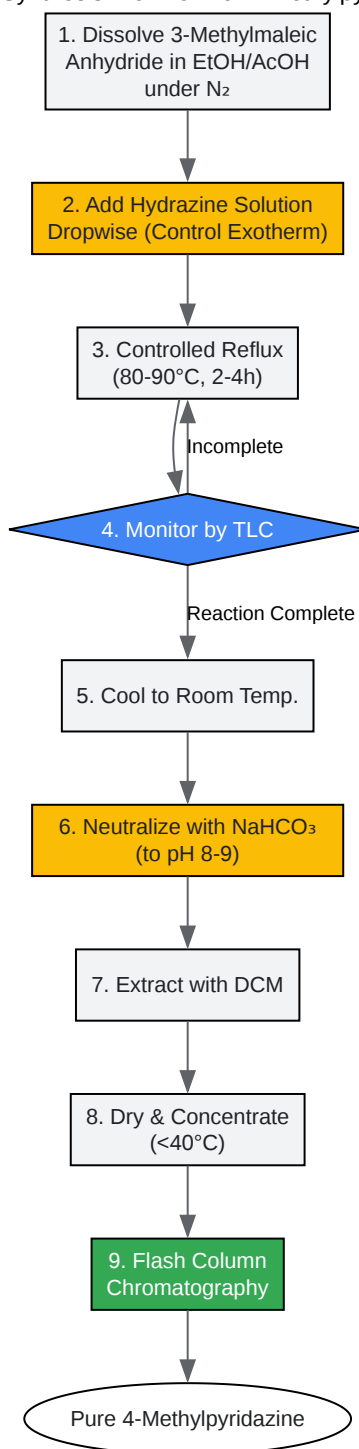 1. Dissolve 3-Methylmaleic
Anhydride in EtOH/AcOH
under N₂
2. Add Hydrazine Solution
Dropwise (Control Exotherm)
3. Controlled Reflux
(80-90°C, 2-4h)
Incomplete
4. Monitor by TLC
Reaction Complete
5. Cool to Room Temp.
6. Neutralize with NaHCO₃
(to pH 8-9)
7. Extract with DCM
8. Dry & Concentrate
(<40°C)
9. Flash Column
Chromatography
Pure 4-Methylpyridazine